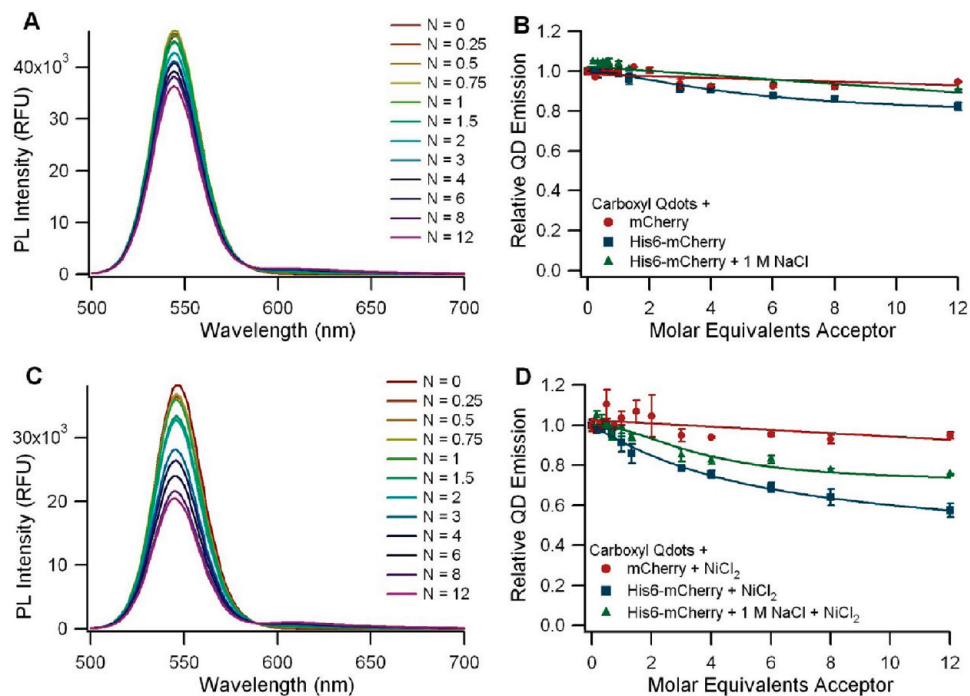 A
PL Intensity (RFU)
40x10³
30
20
10
0
500
550
600
650
700
Wavelength (nm)
N = 0
N = 0.25
N = 0.5
N = 0.75
N = 1
N = 1.5
N = 2
N = 3
N = 4
N = 6
N = 8
N = 12
B
Relative QD Emission
1.2
1.0
0.8
0.6
0.4
0.2
0.0
0
2
4
6
8
10
12
Molar Equivalents Acceptor
Carboxyl Qdots +
mCherry
His6-mCherry
His6-mCherry + 1 M NaCl
C
PL Intensity (RFU)
30x10³
20
10
0
500
550
600
650
700
Wavelength (nm)
N = 0
N = 0.25
N = 0.5
N = 0.75
N = 1
N = 1.5
N = 2
N = 3
N = 4
N = 6
N = 8
N = 12
D
Relative QD Emission
1.2
1.0
0.8
0.6
0.4
0.2
0.0
0
2
4
6
8
10
12
Molar Equivalents Acceptor
Carboxyl Qdots +
mCherry + NiCl₂
His6-mCherry + NiCl₂
His6-mCherry + 1 M NaCl + NiCl₂